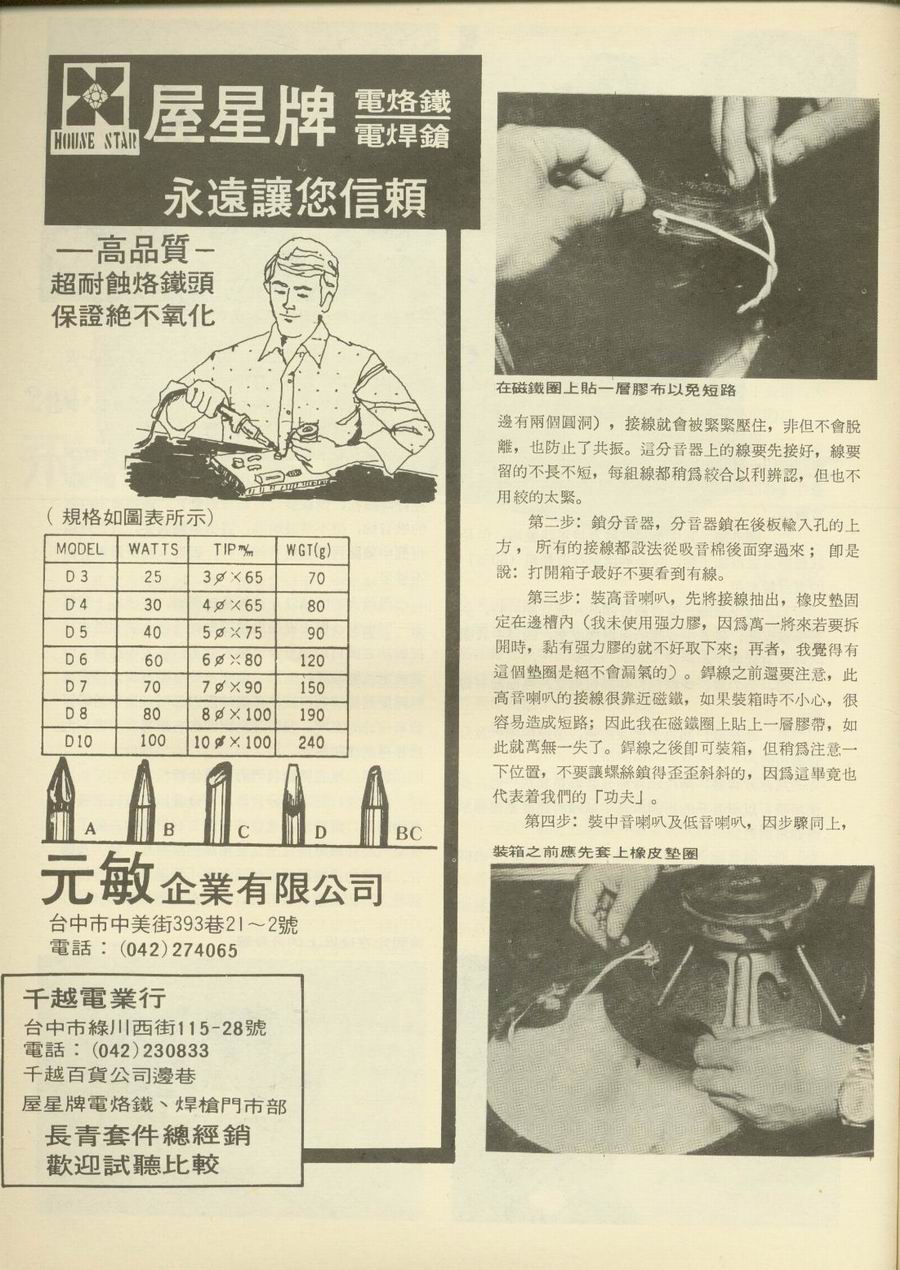 HOUSE STAR
屋星牌
電烙鐵
電焊鎗
永遠讓您信賴
—高品質—
超耐蝕烙鐵頭
保證絕不氧化
(規格如圖表所示)
MODEL WATTS TIP m/m WGT(g)
D3 25 3∅×65 70
D4 30 4∅×65 80
D5 40 5∅×75 90
D6 60 6∅×80 120
D7 70 7∅×90 150
D8 80 8∅×100 190
D10 100 10∅×100 240
A B C D BC
元敏企業有限公司
台中市中美街393巷21～2號
電話：(042)274065
千越電業行
台中市綠川西街115-28號
電話：(042)230833
千越百貨公司邊巷
屋星牌電烙鐵、焊槍門市部
長青套件總經銷
歡迎試聽比較
在磁鐵圈上貼一層膠布以免短路
邊有兩個圓洞），接線就會被緊緊壓住，非但不會脫
離，也防止了共振。這分音器上的線要先接好，線要
留的不長不短，每組線都稍爲絞合以利辨認，但也不
用絞的太緊。
第二步：鎖分音器，分音器鎖在後板輸入孔的上
方，所有的接線都設法從吸音棉後面穿過來；卽是
說：打開箱子最好不要看到有線。
第三步：裝高音喇叭，先將接線抽出，橡皮墊固
定在邊槽內（我未使用强力膠，因爲萬一將來若要拆
開時，黏有强力膠的就不好取下來；再者，我覺得有
這個墊圈是絕不會漏氣的）。銲線之前還要注意，此
高音喇叭的接線很靠近磁鐵，如果裝箱時不小心，很
容易造成短路；因此我在磁鐵圈上貼上一層膠帶，如
此就萬無一失了。銲線之後卽可裝箱，但稍爲注意一
下位置，不要讓螺絲鎖得歪歪斜斜的，因爲這畢竟也
代表着我們的「功夫」。
第四步：裝中音喇叭及低音喇叭，因步驟同上，
裝箱之前應先套上橡皮墊圈